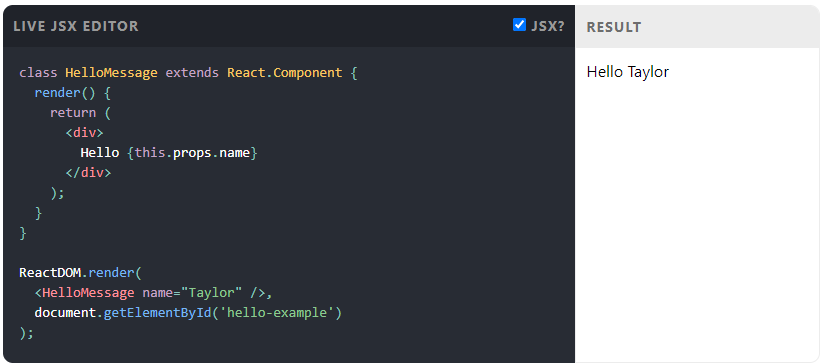 LIVE JSX EDITOR JSX? RESULT
class HelloMessage extends React.Component {
  render() {
    return (
      <div>
        Hello {this.props.name}
      </div>
    );
  }
}

ReactDOM.render(
  <HelloMessage name="Taylor" />,
  document.getElementById('hello-example')
);
Hello Taylor